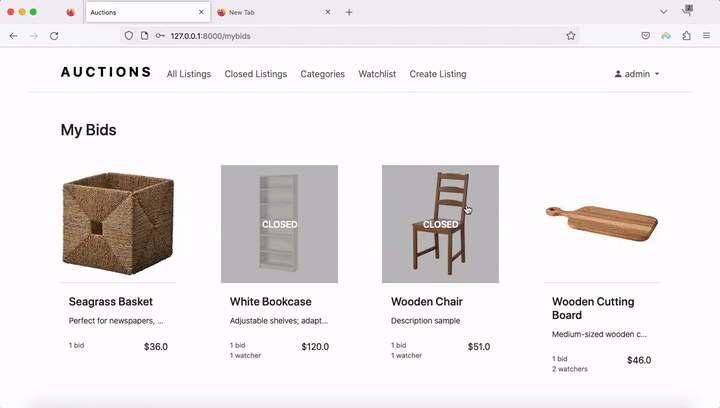 Auctions
New Tab
2
127.0.0.1:8000/mybids
AUCTIONS
All Listings
Closed Listings
Categories
Watchlist
Create Listing
admin
My Bids
CLOSED
CLOSED
Seagrass Basket
Perfect for newspapers, ...
1 bid
$36.0
White Bookcase
Adjustable shelves; adapt...
1 bid
1 watcher
$120.0
Wooden Chair
Description sample
1 bid
1 watcher
$51.0
Wooden Cutting
Board
Medium-sized wooden c...
1 bid
2 watchers
$46.0